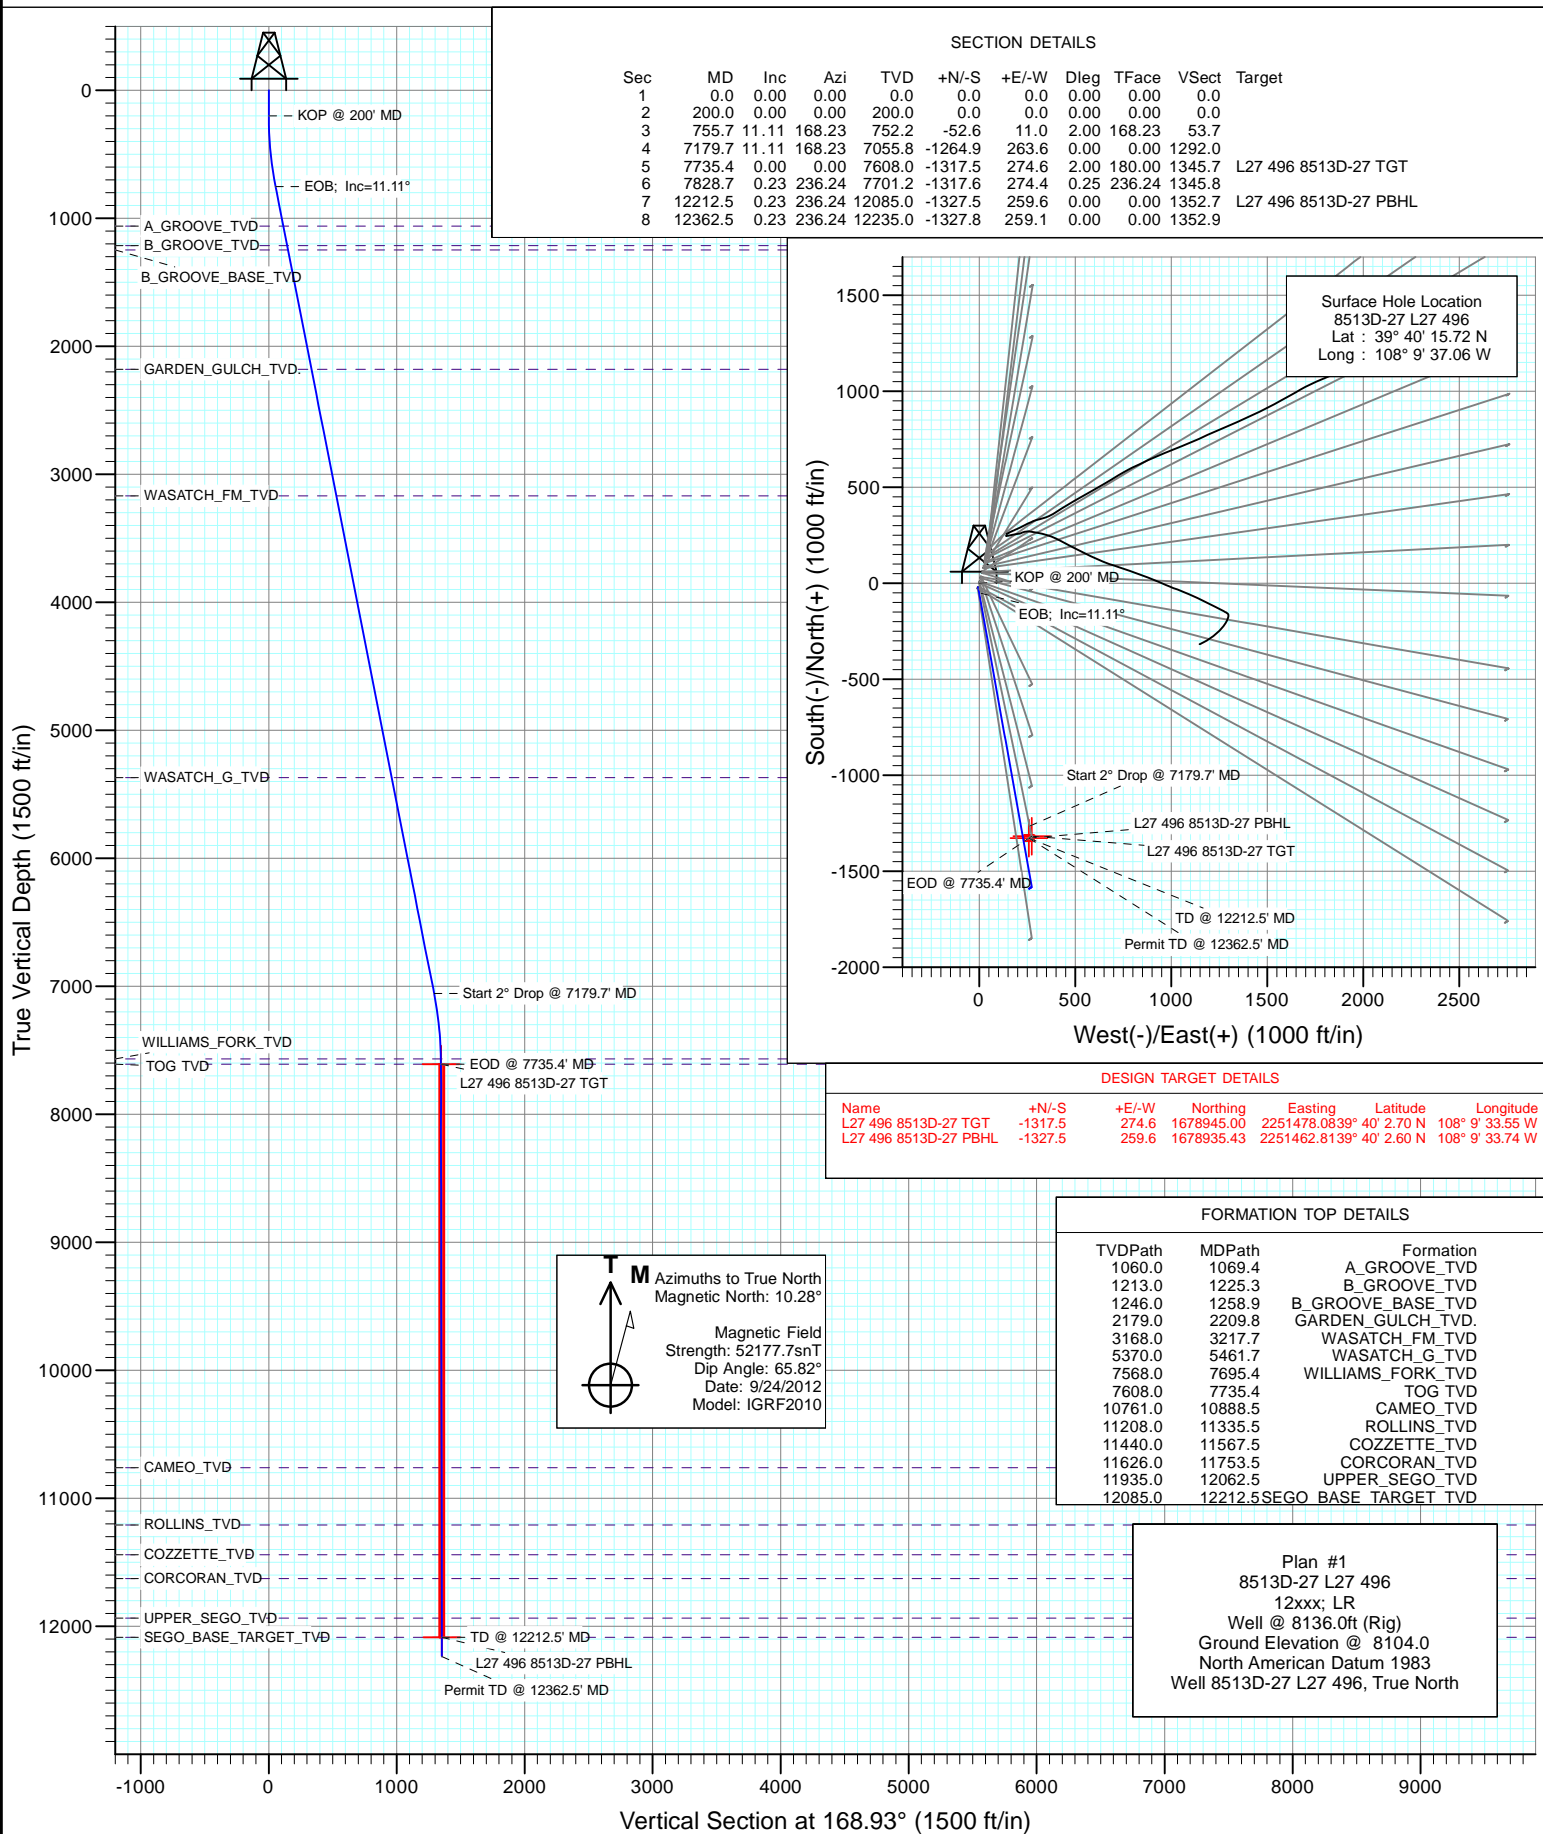 SECTION DETAILS
Sec MD Inc Azi TVD +N/-S +E/-W Dleg TFace VSect Target
1 0.0 0.00 0.00 0.0 0.0 0.0 0.00 0.00 0.0
2 200.0 0.00 0.00 200.0 0.0 0.0 0.00 0.00 0.0
3 755.7 11.11 168.23 752.2 -52.6 11.0 2.00 168.23 53.7
4 7179.7 11.11 168.23 7055.8 -1264.9 263.6 0.00 0.00 1292.0
5 7735.4 0.00 0.00 7608.0 -1317.5 274.6 2.00 180.00 1345.7 L27 496 8513D-27 TGT
6 7828.7 0.23 236.24 7701.2 -1317.6 274.4 0.25 236.24 1345.8
7 12212.5 0.23 236.24 12085.0 -1327.5 259.6 0.00 0.00 1352.7 L27 496 8513D-27 PBHL
8 12362.5 0.23 236.24 12235.0 -1327.8 259.1 0.00 0.00 1352.9
True Vertical Depth (1500 ft/in)
0
1000
2000
3000
4000
5000
6000
7000
8000
9000
10000
11000
12000
KOP @ 200' MD
EOB; Inc=11.11°
A_GROOVE_TVD
B_GROOVE_TVD
B_GROOVE_BASE_TVD
GARDEN_GULCH_TVD.
WASATCH_FM_TVD
WASATCH_G_TVD
Start 2° Drop @ 7179.7' MD
WILLIAMS_FORK_TVD
TOG TVD
EOD @ 7735.4' MD
L27 496 8513D-27 TGT
CAMEO_TVD
ROLLINS_TVD
COZZETTE_TVD
CORCORAN_TVD
UPPER_SEGO_TVD
SEGO_BASE_TARGET_TVD
TD @ 12212.5' MD
L27 496 8513D-27 PBHL
Permit TD @ 12362.5' MD
-1000 0 1000 2000 3000 4000 5000 6000 7000 8000 9000
Vertical Section at 168.93° (1500 ft/in)
South(-)/North(+) (1000 ft/in)
1500
1000
500
0
-500
-1000
-1500
-2000
Surface Hole Location
8513D-27 L27 496
Lat : 39° 40' 15.72 N
Long : 108° 9' 37.06 W
KOP @ 200' MD
EOB; Inc=11.11°
Start 2° Drop @ 7179.7' MD
L27 496 8513D-27 PBHL
L27 496 8513D-27 TGT
EOD @ 7735.4' MD
TD @ 12212.5' MD
Permit TD @ 12362.5' MD
0 500 1000 1500 2000 2500
West(-)/East(+) (1000 ft/in)
DESIGN TARGET DETAILS
Name +N/-S +E/-W Northing Easting Latitude Longitude
L27 496 8513D-27 TGT -1317.5 274.6 1678945.00 2251478.0839° 40' 2.70 N 108° 9' 33.55 W
L27 496 8513D-27 PBHL -1327.5 259.6 1678935.43 2251462.8139° 40' 2.60 N 108° 9' 33.74 W
FORMATION TOP DETAILS
TVDPath MDPath Formation
1060.0 1069.4 A_GROOVE_TVD
1213.0 1225.3 B_GROOVE_TVD
1246.0 1258.9 B_GROOVE_BASE_TVD
2179.0 2209.8 GARDEN_GULCH_TVD.
3168.0 3217.7 WASATCH_FM_TVD
5370.0 5461.7 WASATCH_G_TVD
7568.0 7695.4 WILLIAMS_FORK_TVD
7608.0 7735.4 TOG TVD
10761.0 10888.5 CAMEO_TVD
11208.0 11335.5 ROLLINS_TVD
11440.0 11567.5 COZZETTE_TVD
11626.0 11753.5 CORCORAN_TVD
11935.0 12062.5 UPPER_SEGO_TVD
12085.0 12212.5 SEGO_BASE_TARGET_TVD
T
M
Azimuths to True North
Magnetic North: 10.28°
Magnetic Field
Strength: 52177.7snT
Dip Angle: 65.82°
Date: 9/24/2012
Model: IGRF2010
Plan #1
8513D-27 L27 496
12xxx; LR
Well @ 8136.0ft (Rig)
Ground Elevation @ 8104.0
North American Datum 1983
Well 8513D-27 L27 496, True North